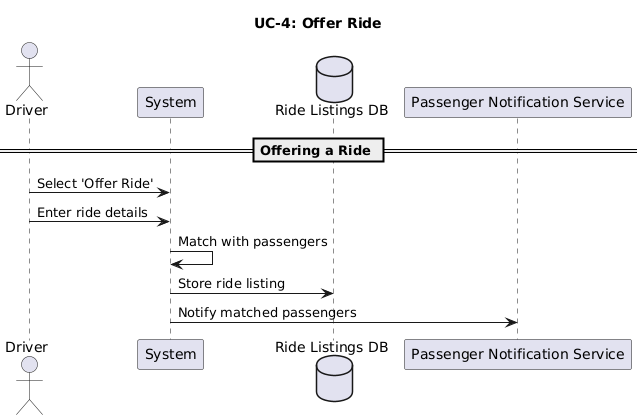 UC-4: Offer Ride
Driver
System
Ride Listings DB
Passenger Notification Service
Offering a Ride
Select 'Offer Ride'
Enter ride details
Match with passengers
Store ride listing
Notify matched passengers
Driver
System
Ride Listings DB
Passenger Notification Service